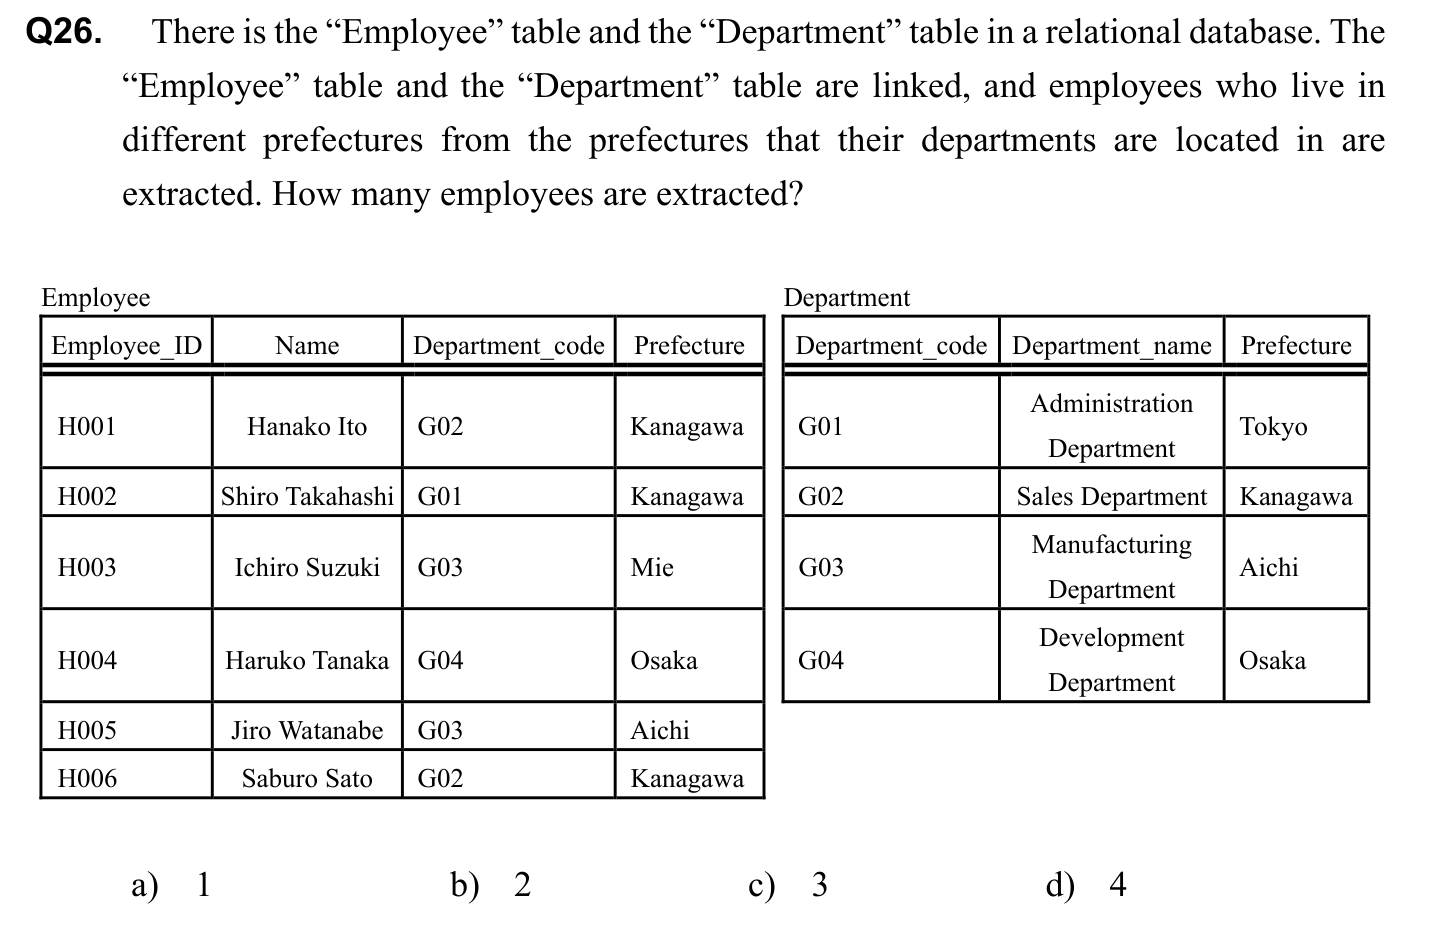 Q26. There is the “Employee” table and the “Department” table in a relational database. The
“Employee” table and the “Department” table are linked, and employees who live in
different prefectures from the prefectures that their departments are located in are
extracted. How many employees are extracted?
Employee
Employee_ID Name Department_code Prefecture
H001 Hanako Ito G02 Kanagawa
H002 Shiro Takahashi G01 Kanagawa
H003 Ichiro Suzuki G03 Mie
H004 Haruko Tanaka G04 Osaka
H005 Jiro Watanabe G03 Aichi
H006 Saburo Sato G02 Kanagawa
Department
Department_code Department_name Prefecture
G01 Administration Department Tokyo
G02 Sales Department Kanagawa
G03 Manufacturing Department Aichi
G04 Development Department Osaka
a) 1 b) 2 c) 3 d) 4